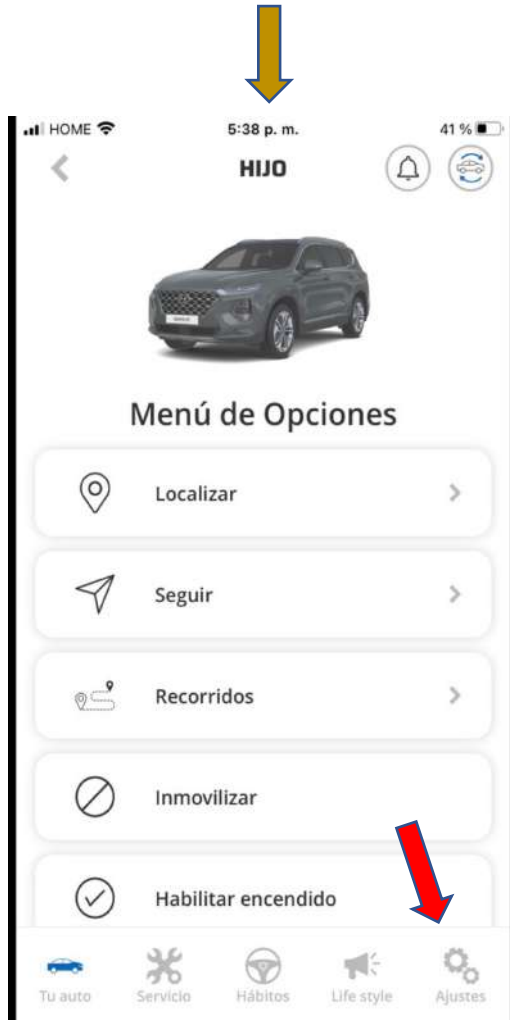 HOME 5:38 p. m. 41 %
HIJO
Menú de Opciones
Localizar
Seguir
Recorridos
Inmovilizar
Habilitar encendido
Tu auto Servicio Hábitos Life style Ajustes